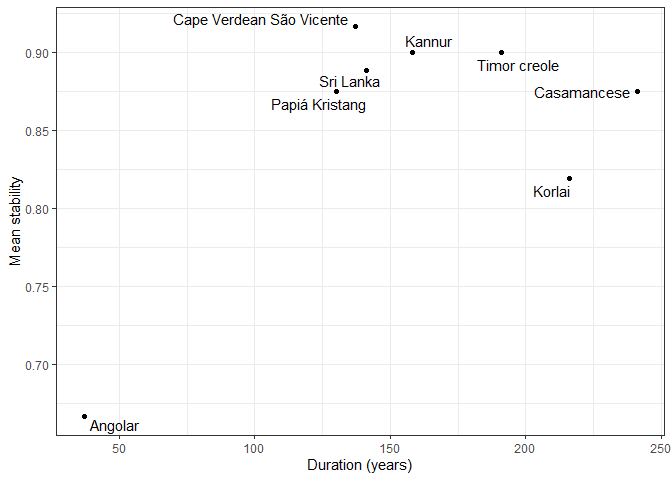 Cape Verdean São Vicente
Kannur
Timor creole
Sri Lanka
Casamancese
Papiá Kristang
Korlai
Angolar
0.90
0.85
0.80
0.75
0.70
Mean stability
50
100
150
200
250
Duration (years)